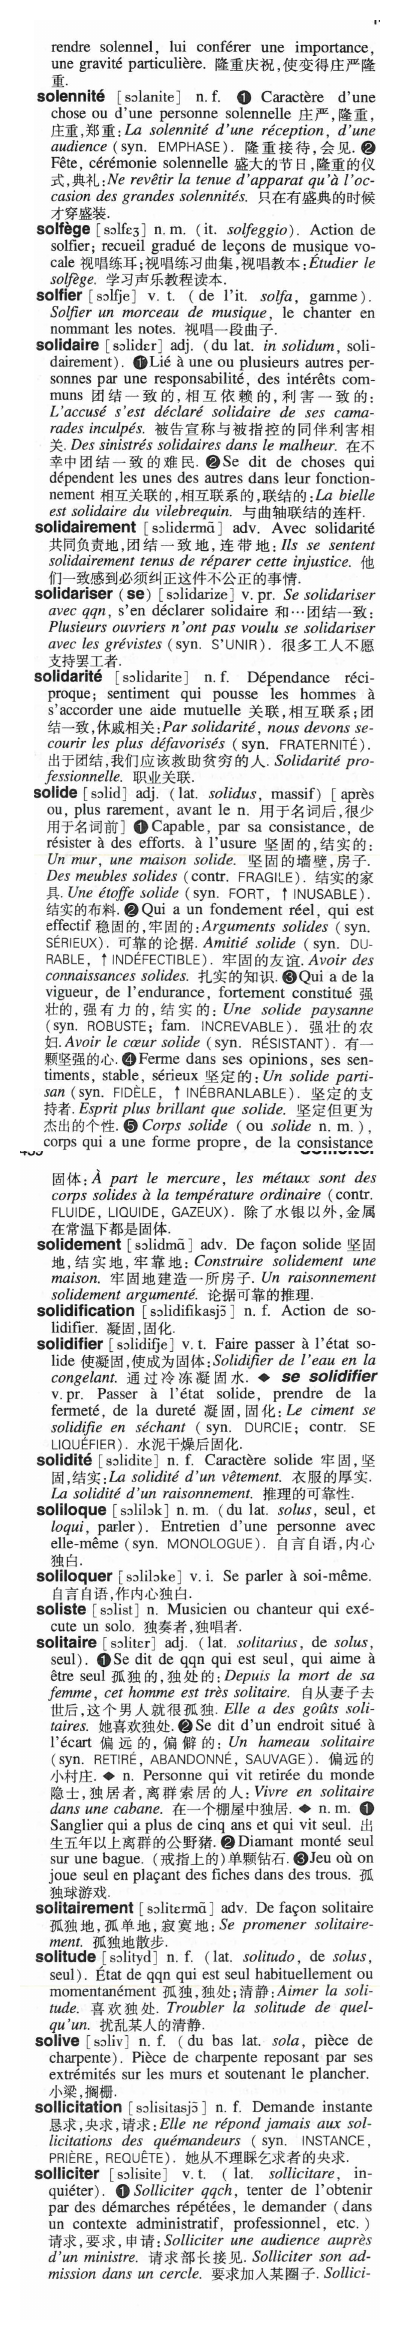 rendre solennel, lui conférer une importance,
une gravité particulière. 隆重庆祝,使变得庄严隆
重.
solennité [sɔlanite] n. f. ❶ Caractère d'une
chose ou d'une personne solennelle 庄严,隆重,
庄重,郑重:La solennité d'une réception, d'une
audience (syn. EMPHASE). 隆重接待,会见. ❷
Fête, cérémonie solennelle 盛大的节日,隆重的仪
式,典礼:Ne revêtir la tenue d'apparat qu'à l'oc-
casion des grandes solennités. 只在有盛典的时候
才穿盛装.
solfège [sɔlfɛʒ] n. m. (it. solfeggio). Action de
solfier; recueil gradué de leçons de musique vo-
cale 视唱练耳;视唱练习曲集,视唱教本:Étudier le
solfège. 学习声乐教程读本.
solfier [sɔlfje] v. t. (de l'it. solfa, gamme).
Solfier un morceau de musique, le chanter en
nommant les notes. 视唱一段曲子.
solidaire [sɔlidɛr] adj. (du lat. in solidum, soli-
dairement). ❶Lié à une ou plusieurs autres per-
sonnes par une responsabilité, des intérêts com-
muns 团结一致的,相互依赖的,利害一致的:
L'accusé s'est déclaré solidaire de ses cama-
rades inculpés. 被告宣称与被指控的同伴利害相
关. Des sinistrés solidaires dans le malheur. 在不
幸中团结一致的难民. ❷Se dit de choses qui
dépendent les unes des autres dans leur fonction-
nement 相互关联的,相互联系的,联结的:La bielle
est solidaire du vilebrequin. 与曲轴联结的连杆.
solidairement [sɔlidɛrmã] adv. Avec solidarité
共同负责地,团结一致地,连带地:Ils se sentent
solidairement tenus de réparer cette injustice. 他
们一致感到必须纠正这件不公正的事情.
solidariser (se) [sɔlidarize] v. pr. Se solidariser
avec qqn, s'en déclarer solidaire 和…团结一致:
Plusieurs ouvriers n'ont pas voulu se solidariser
avec les grévistes (syn. S'UNIR). 很多工人不愿
支持罢工者.
solidarité [sɔlidarite] n. f. Dépendance réci-
proque; sentiment qui pousse les hommes à
s'accorder une aide mutuelle 关联,相互联系;团
结一致,休戚相关:Par solidarité, nous devons se-
courir les plus défavorisés (syn. FRATERNITÉ).
出于团结,我们应该救助贫穷的人. Solidarité pro-
fessionnelle. 职业关联.
solide [sɔlid] adj. (lat. solidus, massif) [après
ou, plus rarement, avant le n. 用于名词后,很少
用于名词前] ❶Capable, par sa consistance, de
résister à des efforts. à l'usure 坚固的,结实的:
Un mur, une maison solide. 坚固的墙壁,房子.
Des meubles solides (contr. FRAGILE). 结实的家
具. Une étoffe solide (syn. FORT, ↑ INUSABLE).
结实的布料. ❷Qui a un fondement réel, qui est
effectif 稳固的,牢固的:Arguments solides (syn.
SÉRIEUX). 可靠的论据. Amitié solide (syn. DU-
RABLE, ↑ INDÉFECTIBLE). 牢固的友谊. Avoir des
connaissances solides. 扎实的知识. ❸Qui a de la
vigueur, de l'endurance, fortement constitué 强
壮的,强有力的,结实的: Une solide paysanne
(syn. ROBUSTE; fam. INCREVABLE). 强壮的农
妇. Avoir le cœur solide (syn. RÉSISTANT). 有一
颗坚强的心. ❹Ferme dans ses opinions, ses sen-
timents, stable, sérieux 坚定的:Un solide parti-
san (syn. FIDÈLE, ↑ INÉBRANLABLE). 坚定的支
持者. Esprit plus brillant que solide. 坚定但更为
杰出的个性. ❺ Corps solide (ou solide n. m.),
corps qui a une forme propre, de la consistance
固体:À part le mercure, les métaux sont des
corps solides à la température ordinaire (contr.
FLUIDE, LIQUIDE, GAZEUX). 除了水银以外,金属
在常温下都是固体.
solidement [sɔlidmã] adv. De façon solide 坚固
地,结实地,牢靠地: Construire solidement une
maison. 牢固地建造一所房子. Un raisonnement
solidement argumenté. 论据可靠的推理.
solidification [sɔlidifikasjɔ̃] n. f. Action de so-
lidifier. 凝固,固化.
solidifier [sɔlidifje] v. t. Faire passer à l'état so-
lide 使凝固,使成为固体:Solidifier de l'eau en la
congelant. 通过冷冻凝固水. ◆ se solidifier
v. pr. Passer à l'état solide, prendre de la
fermeté, de la dureté 凝固,固化: Le ciment se
solidifie en séchant (syn. DURCIE; contr. SE
LIQUÉFIER). 水泥干燥后固化.
solidité [sɔlidite] n. f. Caractère solide 牢固,坚
固,结实:La solidité d'un vêtement. 衣服的厚实.
La solidité d'un raisonnement. 推理的可靠性.
soliloque [sɔlilɔk] n. m. (du lat. solus, seul, et
loqui, parler). Entretien d'une personne avec
elle-même (syn. MONOLOGUE). 自言自语,内心
独白.
soliloquer [sɔlilɔke] v. i. Se parler à soi-même.
自言自语,作内心独白.
soliste [sɔlist] n. Musicien ou chanteur qui exé-
cute un solo. 独奏者,独唱者.
solitaire [sɔlitɛr] adj. (lat. solitarius, de solus,
seul). ❶Se dit de qqn qui est seul, qui aime à
être seul 孤独的,独处的:Depuis la mort de sa
femme, cet homme est très solitaire. 自从妻子去
世后,这个男人就很孤独. Elle a des goûts soli-
taires. 她喜欢独处. ❷Se dit d'un endroit situé à
l'écart 偏远的,偏僻的: Un hameau solitaire
(syn. RETIRÉ, ABANDONNÉ, SAUVAGE). 偏远的
小村庄. ◆ n. Personne qui vit retirée du monde
隐士,独居者,离群索居的人:Vivre en solitaire
dans une cabane. 在一个棚屋中独居. ◆ n. m. ❶
Sanglier qui a plus de cinq ans et qui vit seul. 出
生五年以上离群的公野猪. ❷Diamant monté seul
sur une bague. (戒指上的)单颗钻石. ❸Jeu où on
joue seul en plaçant des fiches dans des trous. 孤
独球游戏.
solitairement [sɔlitɛrmã] adv. De façon solitaire
孤独地,孤单地,寂寞地:Se promener solitaire-
ment. 孤独地散步.
solitude [sɔlityd] n. f. (lat. solitudo, de solus,
seul). État de qqn qui est seul habituellement ou
momentanément 孤独,独处;清静:Aimer la soli-
tude. 喜欢独处. Troubler la solitude de quel-
qu'un. 扰乱某人的清静.
solive [sɔliv] n. f. (du bas lat. sola, pièce de
charpente). Pièce de charpente reposant par ses
extrémités sur les murs et soutenant le plancher.
小梁,搁栅.
sollicitation [sɔlisitasjɔ̃] n. f. Demande instante
恳求,央求,请求:Elle ne répond jamais aux sol-
licitations des quémandeurs (syn. INSTANCE,
PRIÈRE, REQUÊTE). 她从不理睬乞求者的央求.
solliciter [sɔlisite] v. t. (lat. sollicitare, in-
quiéter). ❶ Solliciter qqch, tenter de l'obtenir
par des démarches répétées, le demander (dans
un contexte administratif, professionnel, etc.)
请求,要求,申请:Solliciter une audience auprès
d'un ministre. 请求部长接见. Solliciter son ad-
mission dans un cercle. 要求加入某圈子. Sollici-